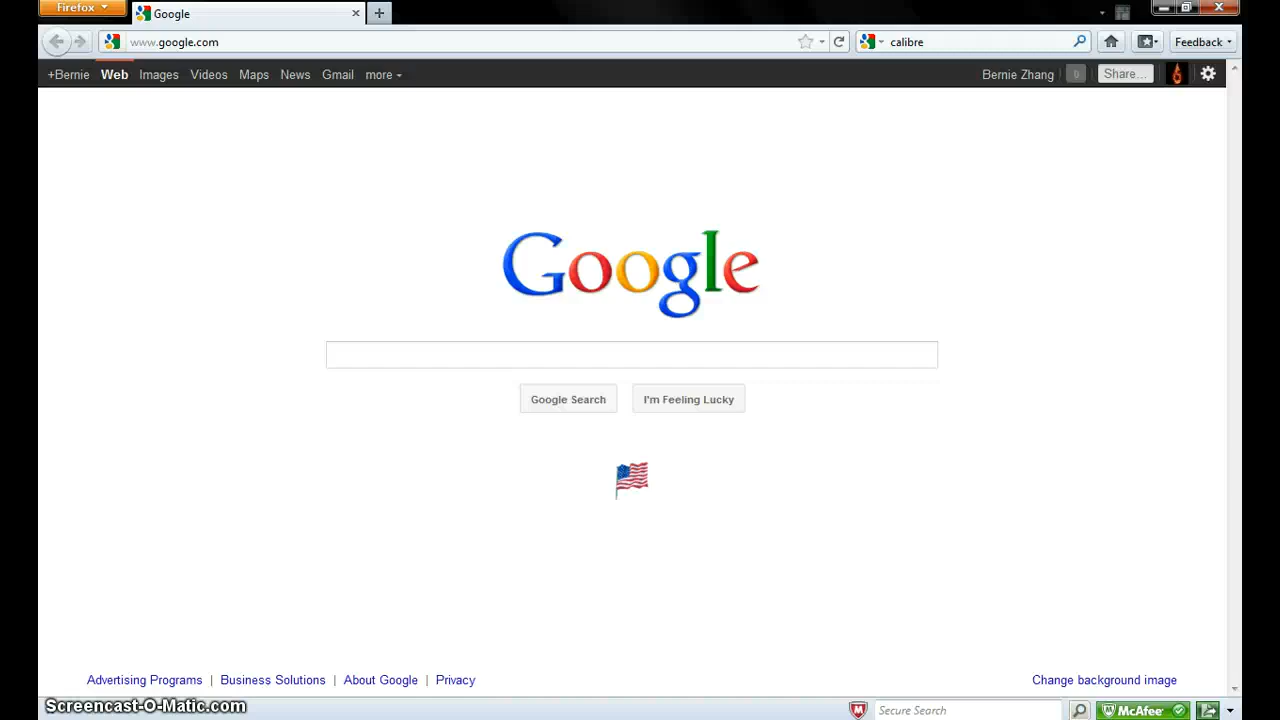 Firefox
Google
www.google.com
calibre
Feedback
+Bernie Web Images Videos Maps News Gmail more
Bernie Zhang 0 Share...
Google
Google Search I'm Feeling Lucky
Advertising Programs | Business Solutions | About Google | Privacy
Change background image
Screencast-O-Matic.com
Secure Search
McAfee